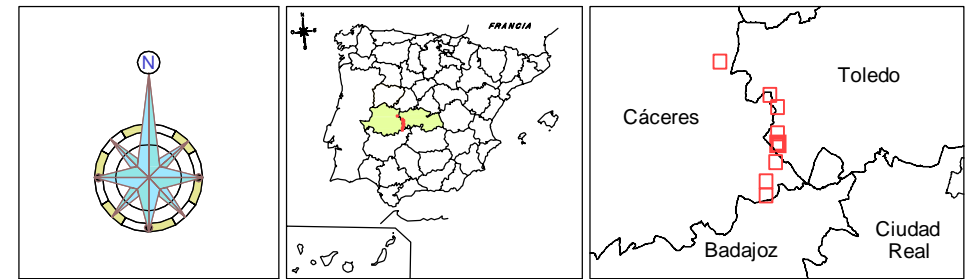 N
FRANCIA
Toledo
Cáceres
Badajoz
Ciudad
Real